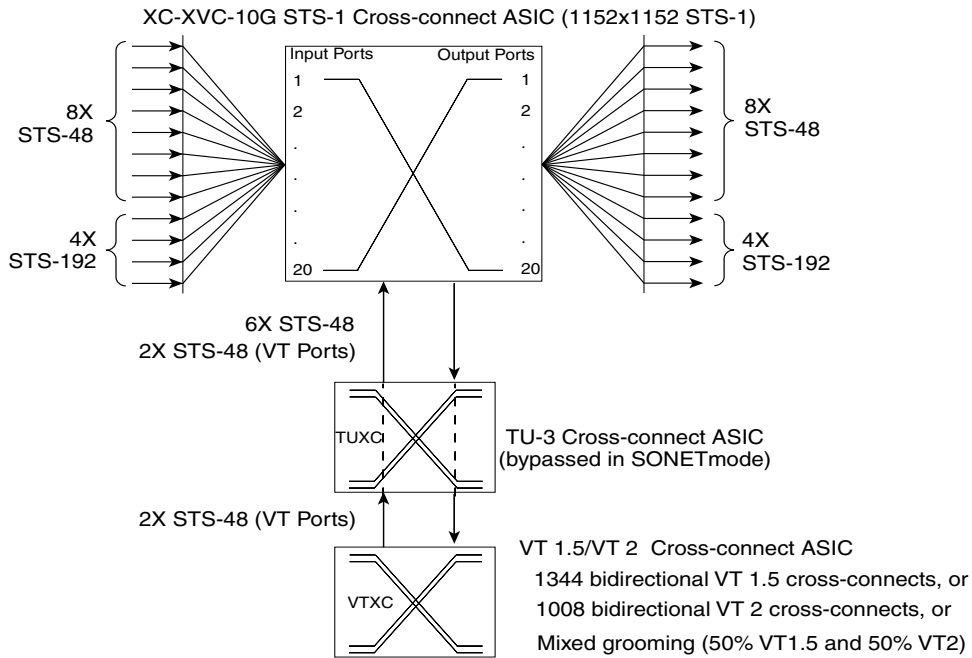 XC-XVC-10G STS-1 Cross-connect ASIC (1152x1152 STS-1)
Input Ports
Output Ports
1
2
.
.
.
.
20
1
2
.
.
.
.
20
8X
STS-48
4X
STS-192
8X
STS-48
4X
STS-192
6X STS-48
2X STS-48 (VT Ports)
TUXC
TU-3 Cross-connect ASIC
(bypassed in SONETmode)
2X STS-48 (VT Ports)
VTXC
VT 1.5/VT 2 Cross-connect ASIC
1344 bidirectional VT 1.5 cross-connects, or
1008 bidirectional VT 2 cross-connects, or
Mixed grooming (50% VT1.5 and 50% VT2)